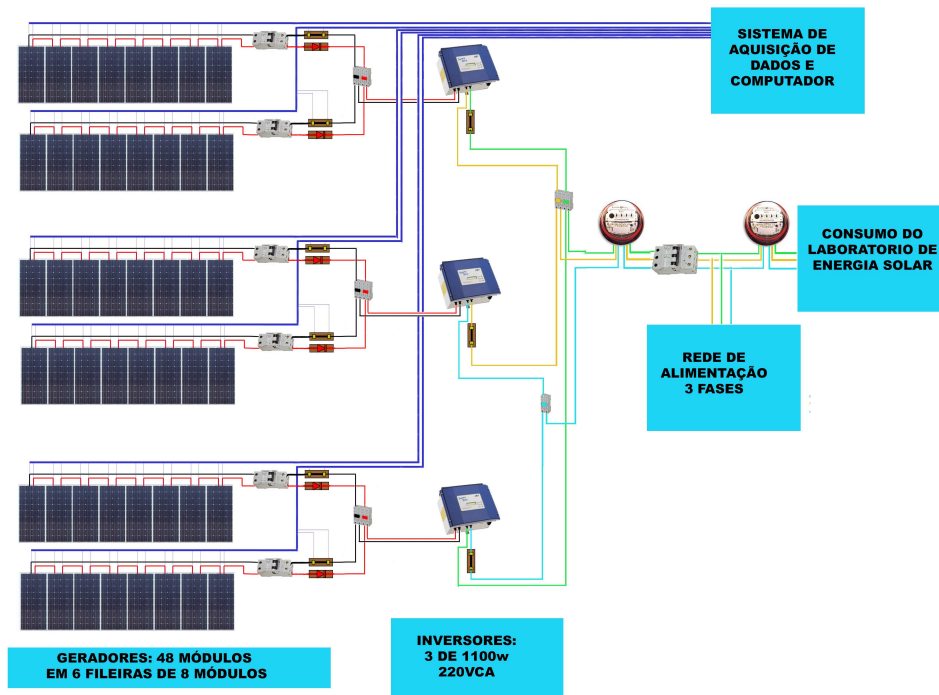 SISTEMA DE
AQUISIÇÃO DE
DADOS E
COMPUTADOR
CONSUMO DO
LABORATORIO DE
ENERGIA SOLAR
REDE DE
ALIMENTAÇÃO
3 FASES
INVERSORES:
3 DE 1100w
220VCA
GERADORES: 48 MÓDULOS
EM 6 FILEIRAS DE 8 MÓDULOS